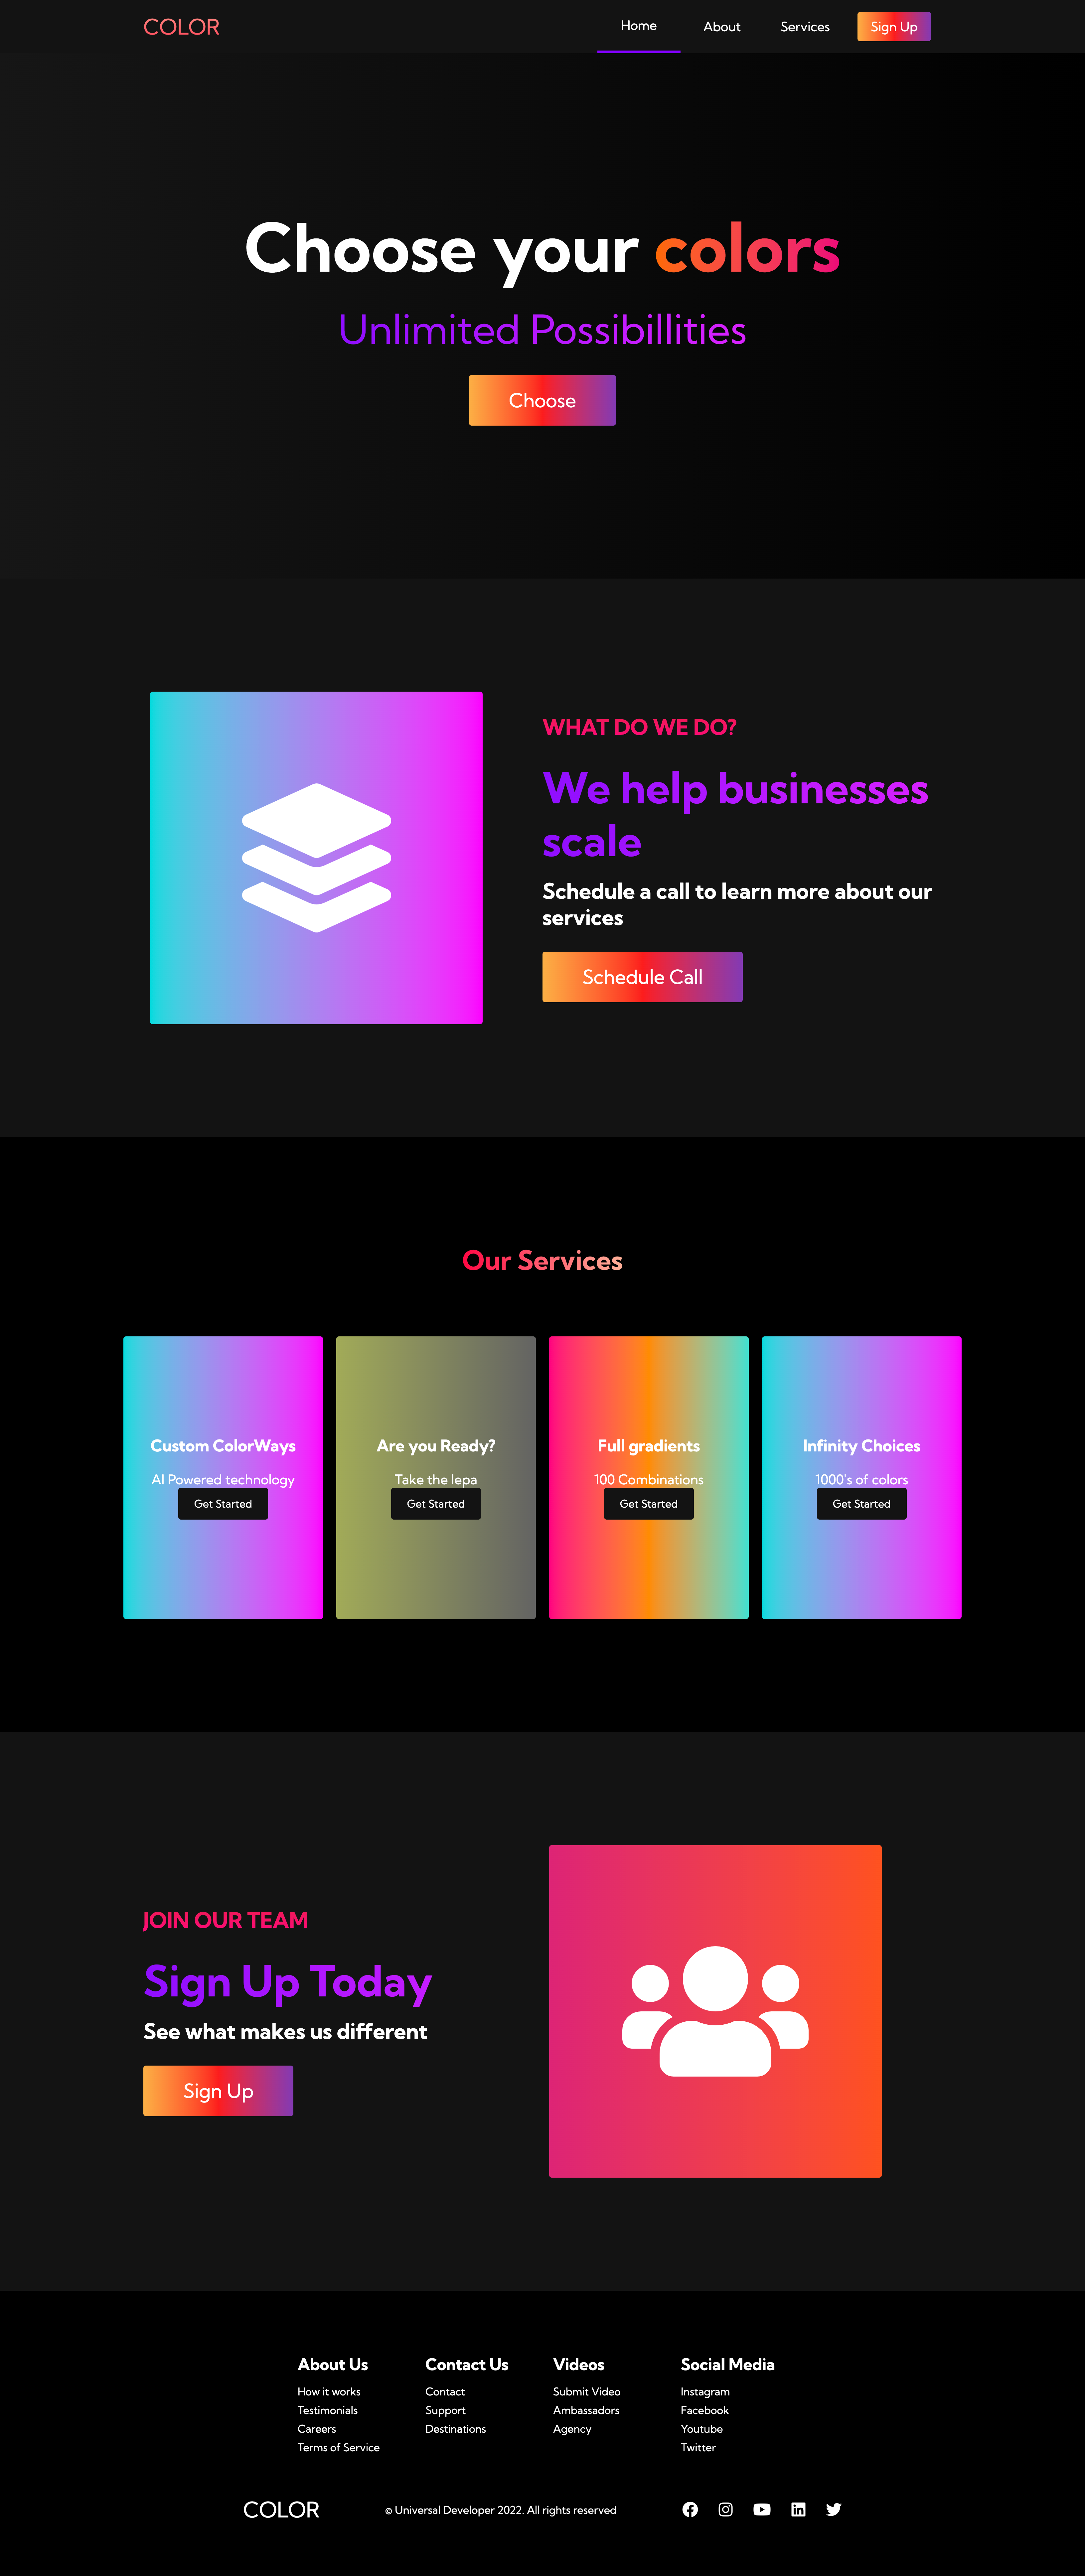 COLOR
Home
About
Services
Sign Up
Choose your colors
Unlimited Possibillities
Choose
WHAT DO WE DO?
We help businesses
scale
Schedule a call to learn more about our
services
Schedule Call
Our Services
Custom ColorWays
AI Powered technology
Get Started
Are you Ready?
Take the lepa
Get Started
Full gradients
100 Combinations
Get Started
Infinity Choices
1000's of colors
Get Started
JOIN OUR TEAM
Sign Up Today
See what makes us different
Sign Up
About Us
How it works
Testimonials
Careers
Terms of Service
Contact Us
Contact
Support
Destinations
Videos
Submit Video
Ambassadors
Agency
Social Media
Instagram
Facebook
Youtube
Twitter
COLOR
© Universal Developer 2022. All rights reserved